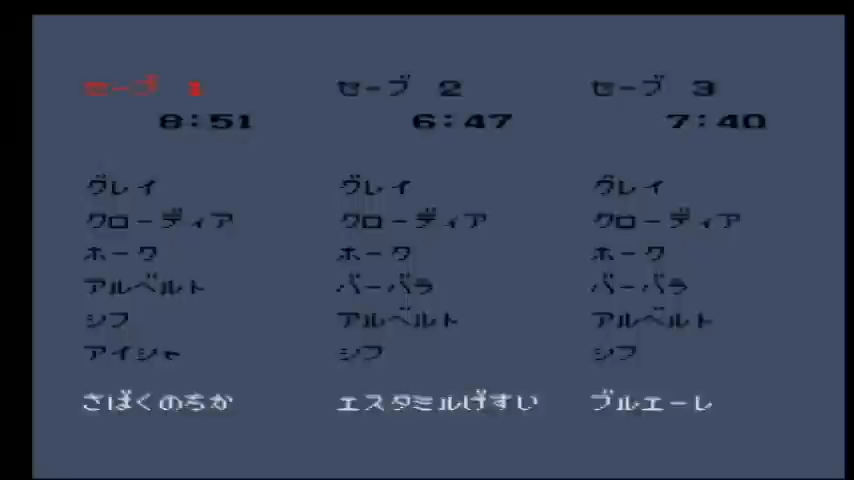 セーブ 1 セーブ 2 セーブ 3
8:51 6:47 7:40
グレイ グレイ グレイ
クローディア クローディア クローディア
ホーク ホーク ホーク
アルベルト バーバラ バーバラ
シフ アルベルト アルベルト
アイシャ シフ シフ
さばくのちか エスタミルげすい ブルエーレ